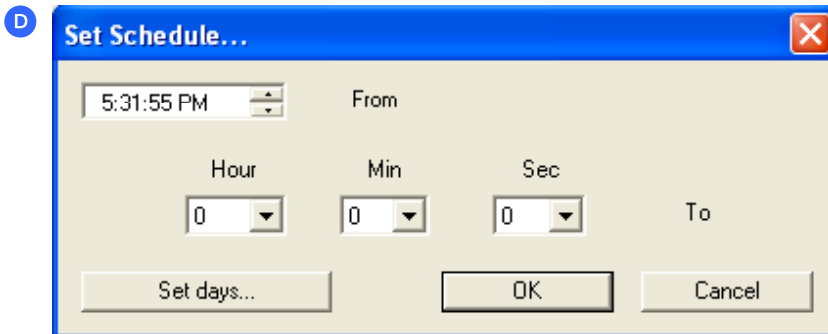 D
Set Schedule...
5:31:55 PM From
Hour Min Sec
0 0 0 To
Set days... OK Cancel